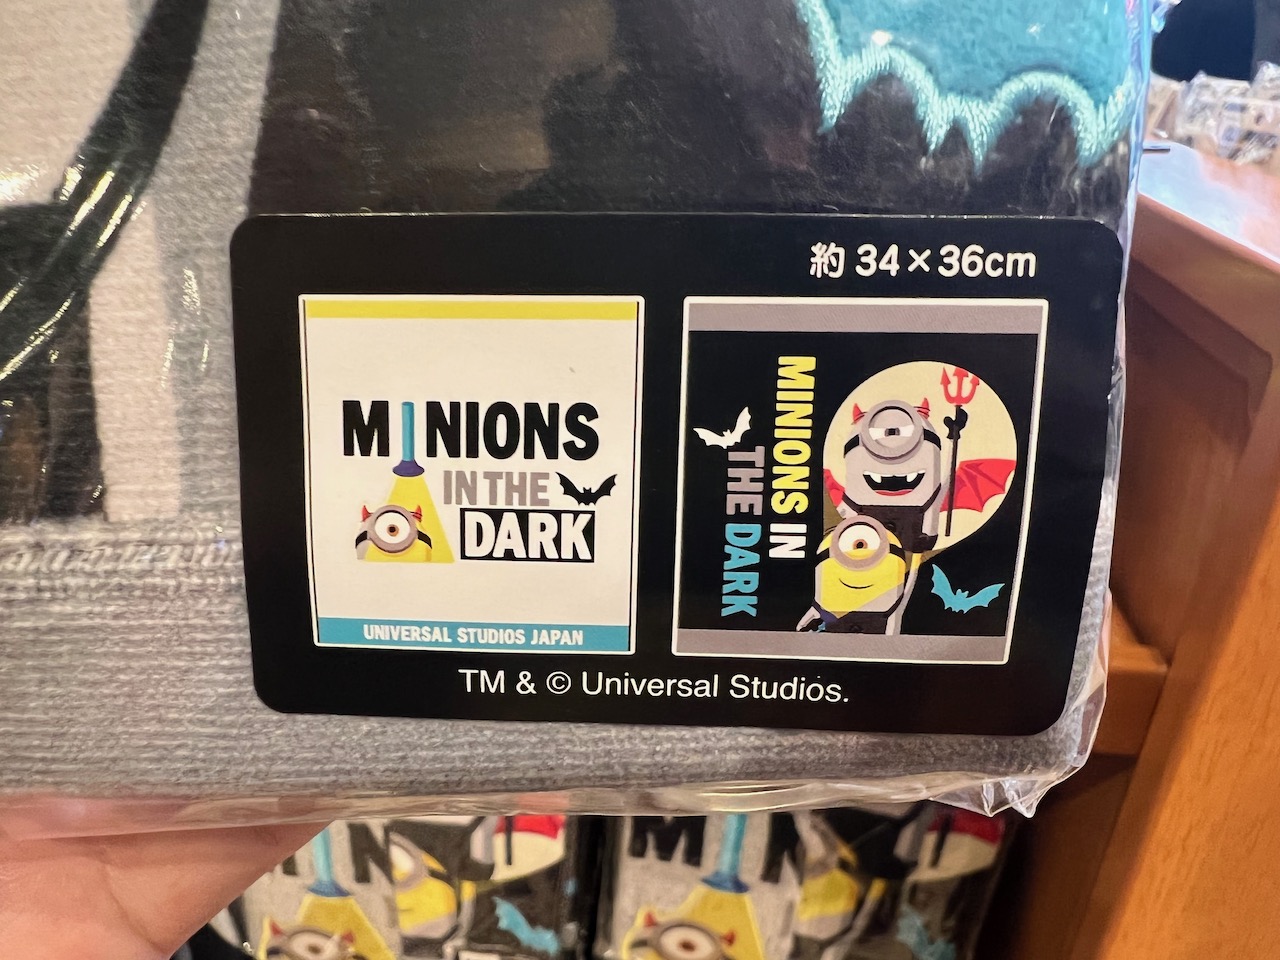 約 34×36cm
MINIONS
IN THE
DARK
UNIVERSAL STUDIOS JAPAN
MINIONS IN
THE DARK
TM & © Universal Studios.